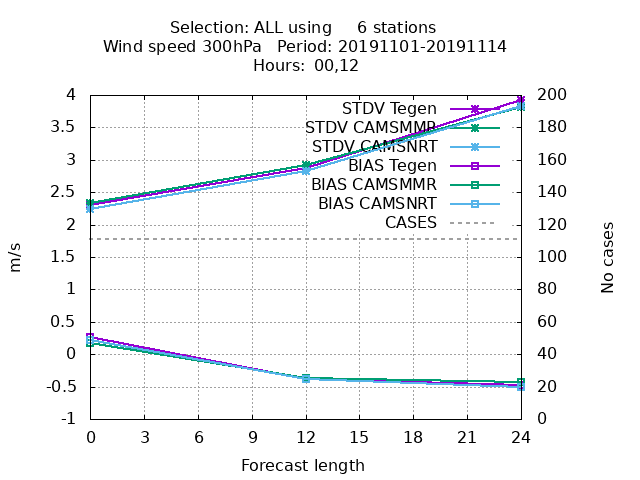 Selection: ALL using     6 stations
Wind speed 300hPa   Period: 20191101-20191114
Hours: 00,12
4
3.5
3
2.5
2
1.5
1
0.5
0
-0.5
-1
m/s
STDV Tegen
STDV CAMSMMR
STDV CAMSNRT
BIAS Tegen
BIAS CAMSMMR
BIAS CAMSNRT
CASES
200
180
160
140
120
100
80
60
40
20
0
No cases
0 3 6 9 12 15 18 21 24
Forecast length